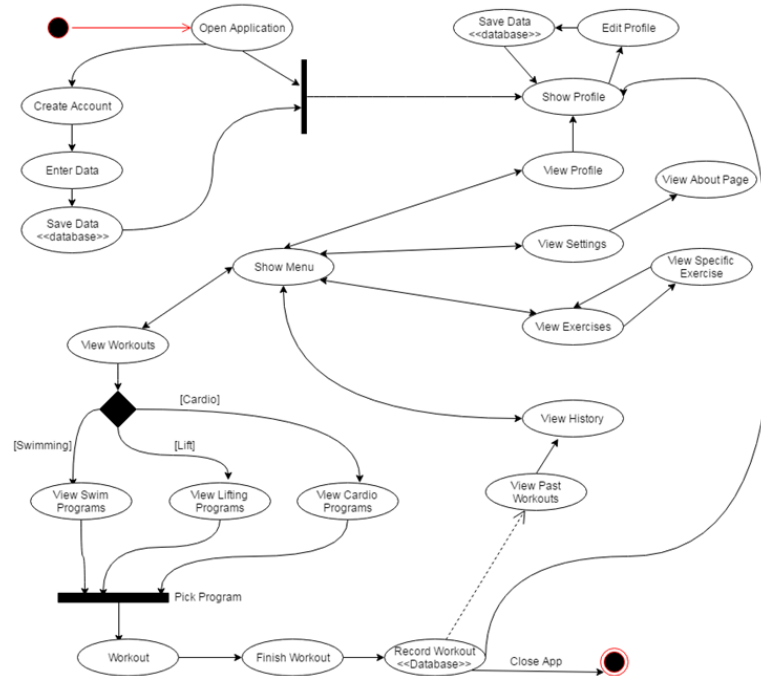 Open Application
Save Data
<<database>>
Edit Profile
Create Account
Show Profile
Enter Data
View Profile
View About Page
Save Data
<<database>>
View Settings
Show Menu
View Specific
Exercise
View Exercises
View Workouts
[Cardio]
[Swimming]
[Lift]
View History
View Swim
Programs
View Lifting
Programs
View Cardio
Programs
View Past
Workouts
Pick Program
Workout
Finish Workout
Record Workout
<<Database>>
Close App